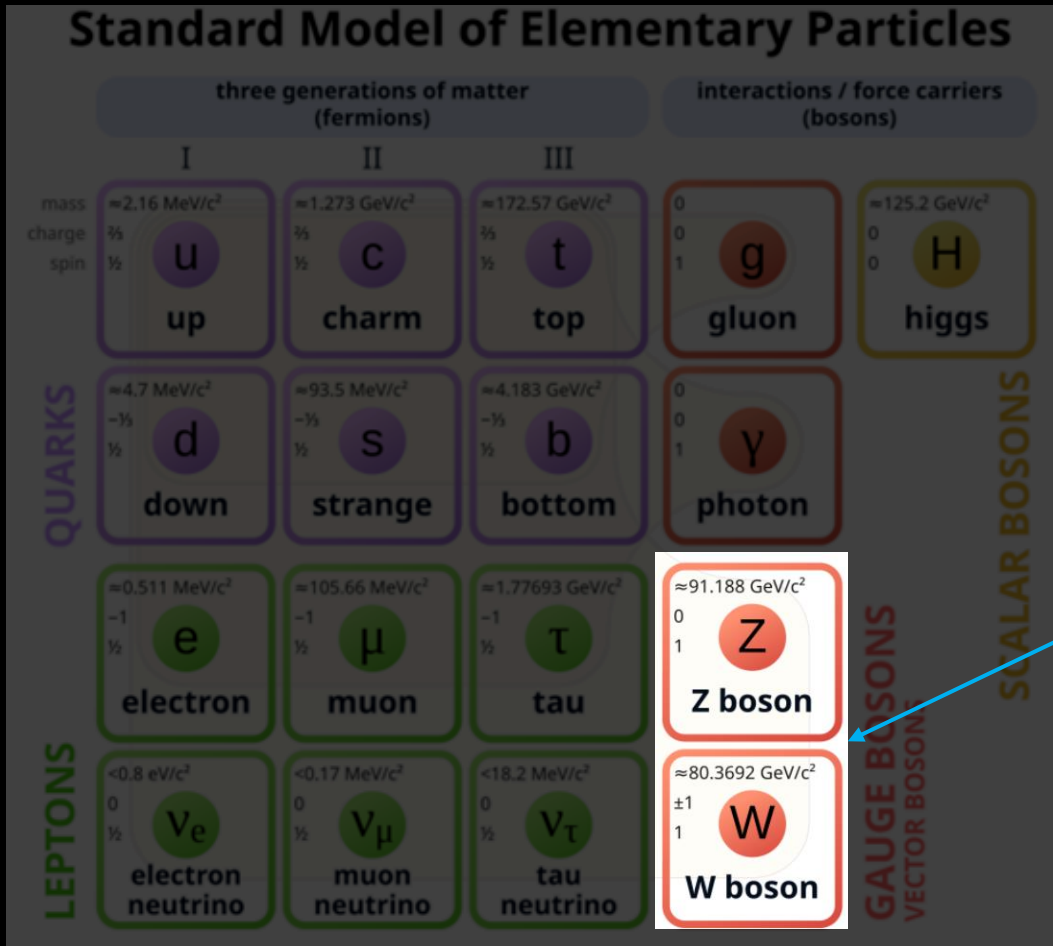 Standard Model of Elementary Particles
three generations of matter
(fermions)
interactions / force carriers
(bosons)
I II III
mass
charge
spin
≈2.16 MeV/c²
⅔
½
u
up
≈1.273 GeV/c²
⅔
½
c
charm
≈172.57 GeV/c²
⅔
½
t
top
0
0
1
g
gluon
≈125.2 GeV/c²
0
0
H
higgs
QUARKS
≈4.7 MeV/c²
−⅓
½
d
down
≈93.5 MeV/c²
−⅓
½
s
strange
≈4.183 GeV/c²
−⅓
½
b
bottom
0
0
1
γ
photon
SCALAR BOSONS
≈0.511 MeV/c²
−1
½
e
electron
≈105.66 MeV/c²
−1
½
μ
muon
≈1.77693 GeV/c²
−1
½
τ
tau
≈91.188 GeV/c²
0
1
Z
Z boson
LEPTONS
<0.8 eV/c²
0
½
νe
electron
neutrino
<0.17 MeV/c²
0
½
νμ
muon
neutrino
<18.2 MeV/c²
0
½
ντ
tau
neutrino
≈80.3692 GeV/c²
±1
1
W
W boson
GAUGE BOSONS
VECTOR BOSONS